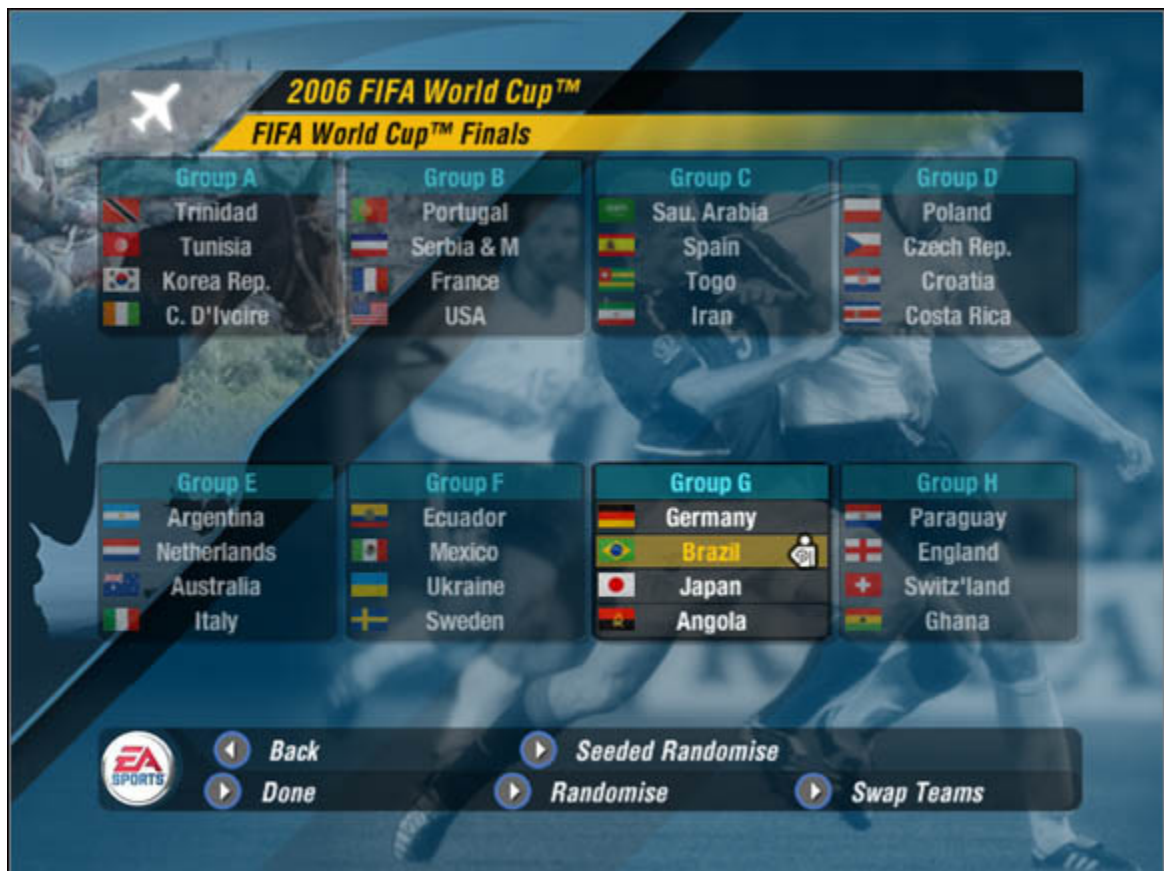 2006 FIFA World Cup™
FIFA World Cup™ Finals
Group A
Trinidad
Tunisia
Korea Rep.
C. D'Ivoire
Group B
Portugal
Serbia & M
France
USA
Group C
Sau. Arabia
Spain
Togo
Iran
Group D
Poland
Czech Rep.
Croatia
Costa Rica
Group E
Argentina
Netherlands
Australia
Italy
Group F
Ecuador
Mexico
Ukraine
Sweden
Group G
Germany
Brazil
Japan
Angola
Group H
Paraguay
England
Switz'land
Ghana
EA
SPORTS
Back
Seeded Randomise
Done
Randomise
Swap Teams